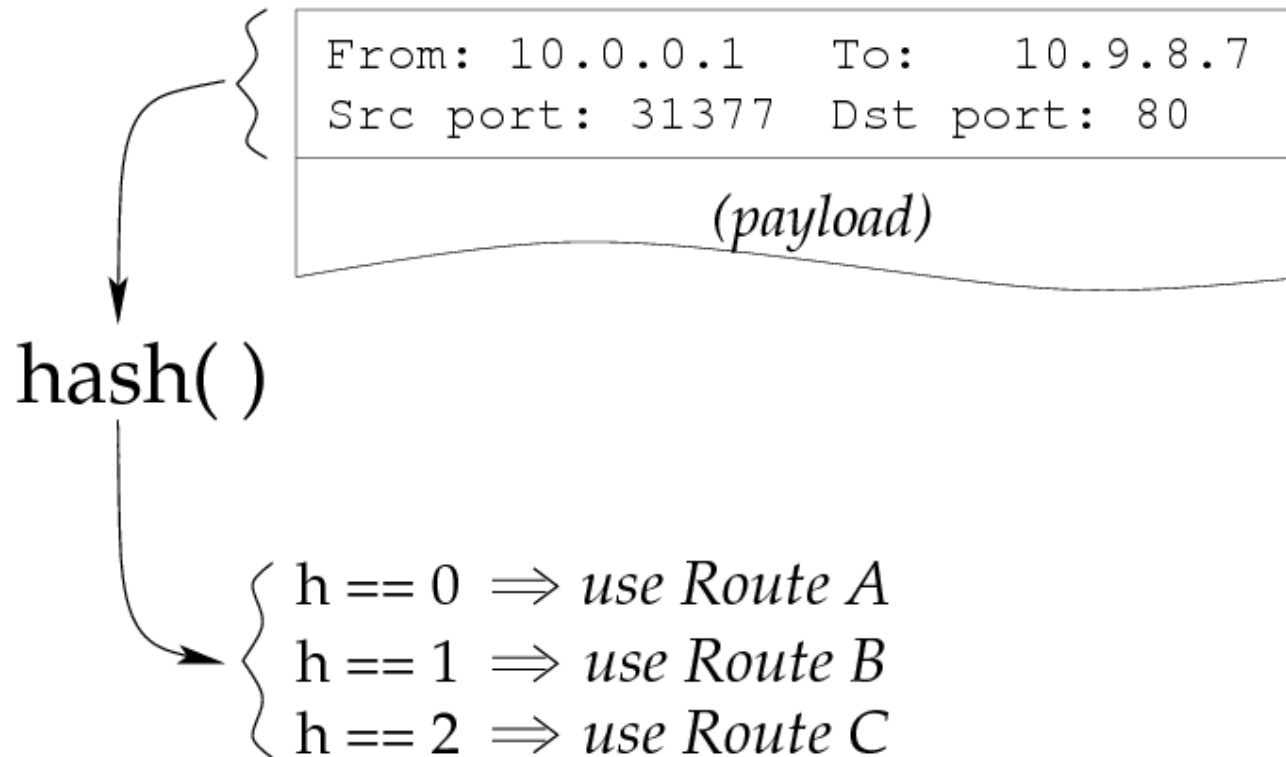 From: 10.0.0.1 To: 10.9.8.7
Src port: 31377 Dst port: 80
(payload)
hash( )
h == 0 ⇒ use Route A
h == 1 ⇒ use Route B
h == 2 ⇒ use Route C